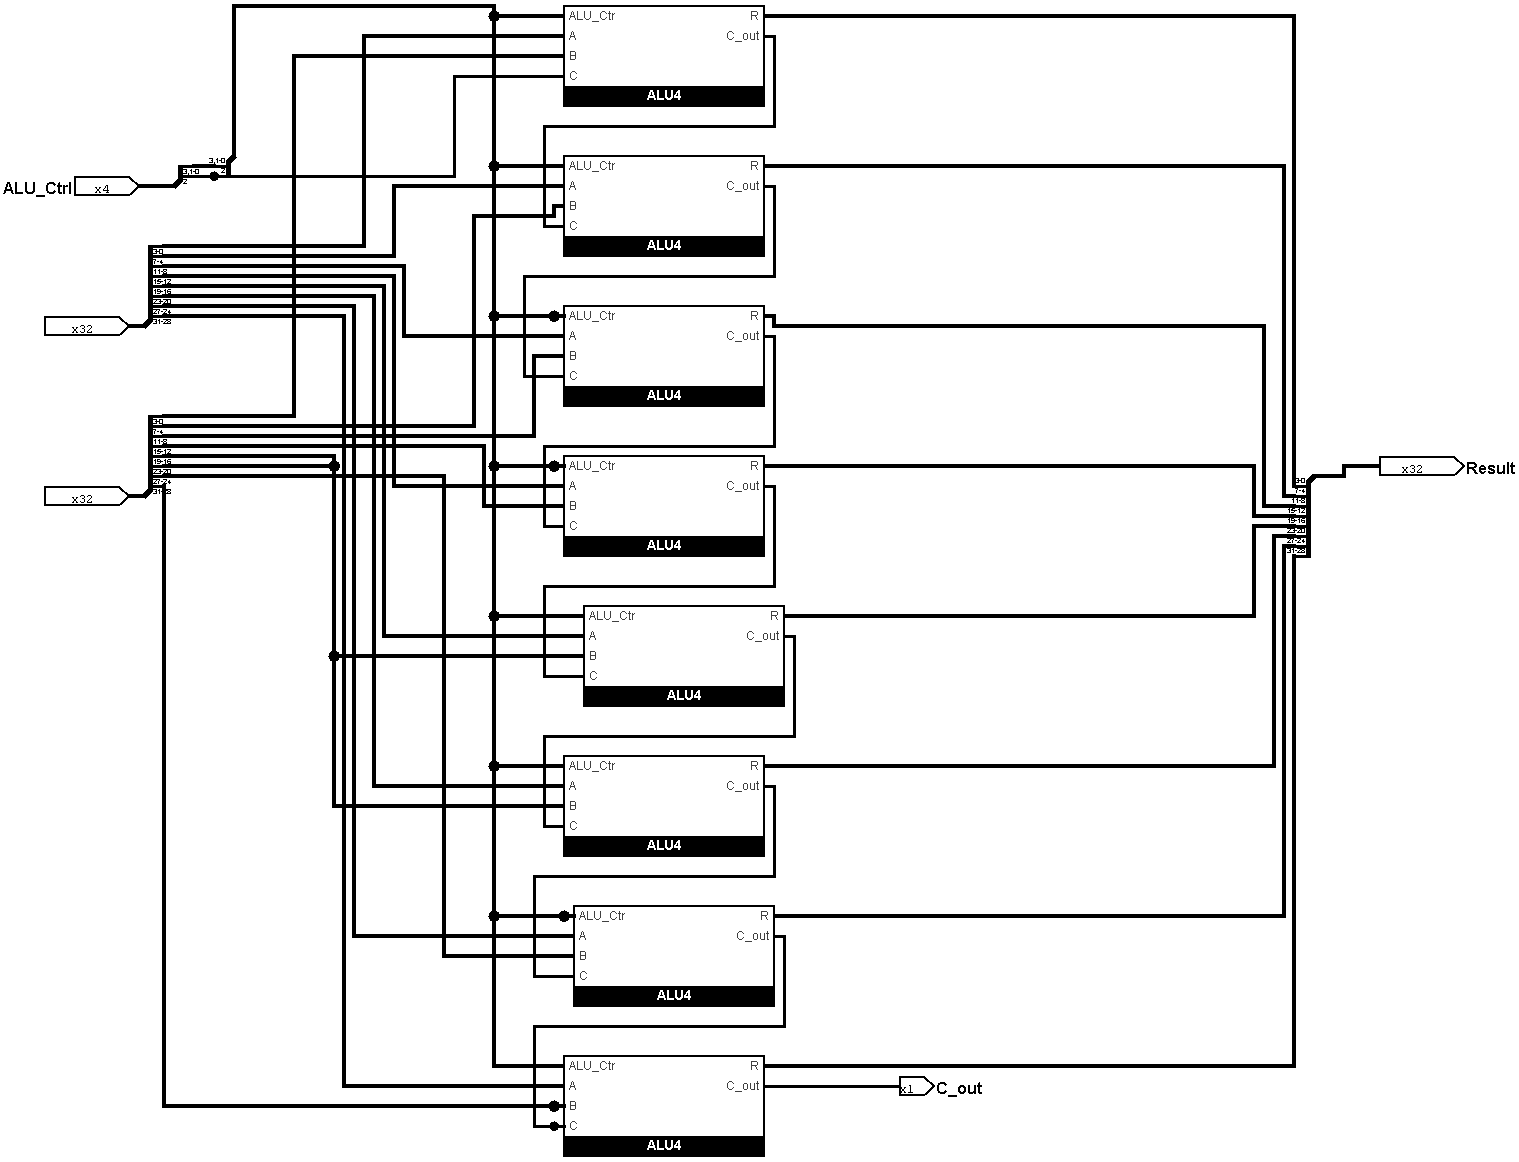 ALU_Ctr R
A C_out
B
C
ALU4
3,1-0
3,1-0 2
2
ALU_Ctrl x4
ALU_Ctr R
A C_out
B
C
ALU4
3-0
7-4
11-8
15-12
19-16
23-20
27-24
31-28
x32
ALU_Ctr R
A C_out
B
C
ALU4
3-0
7-4
11-8
15-12
19-16
23-20
27-24
31-28
x32
ALU_Ctr R
A C_out
B
C
ALU4
3-0
7-4
11-8
15-12
19-16
23-20
27-24
31-28
x32 Result
ALU_Ctr R
A C_out
B
C
ALU4
ALU_Ctr R
A C_out
B
C
ALU4
ALU_Ctr R
A C_out
B
C
ALU4
ALU_Ctr R
A C_out
B
C
ALU4
x1 C_out